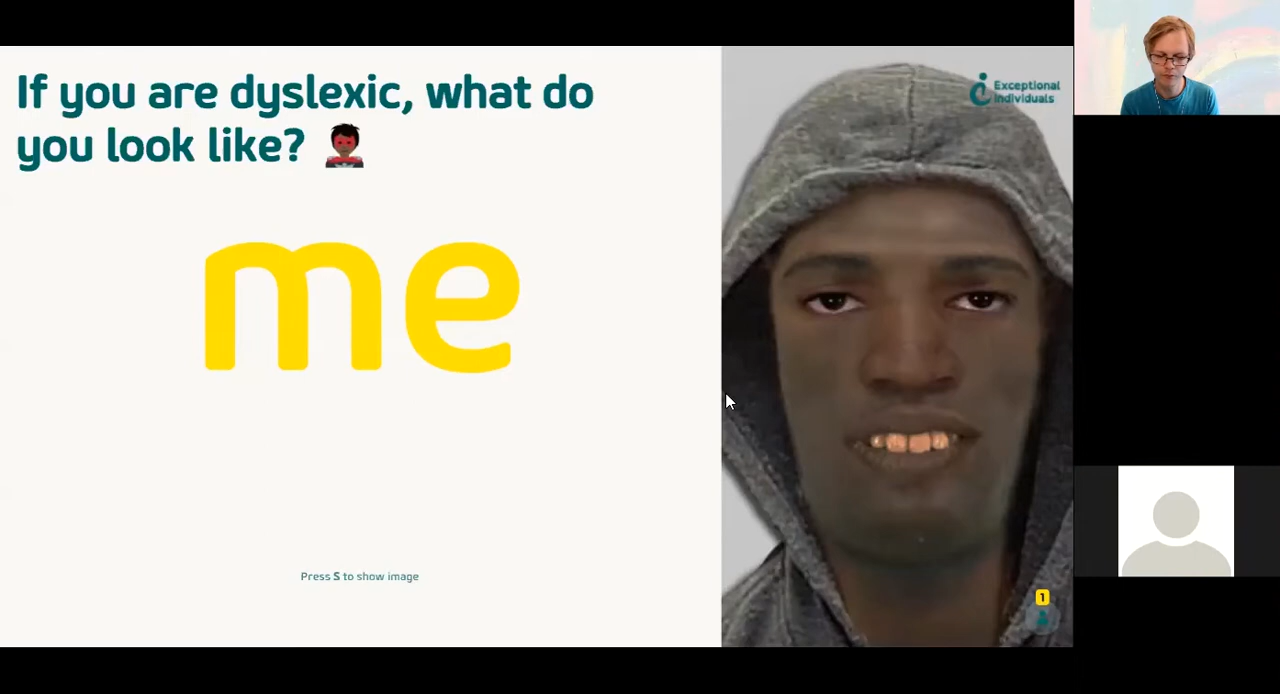 If you are dyslexic, what do
you look like?
me
Press S to show image
Exceptional
Individuals
1